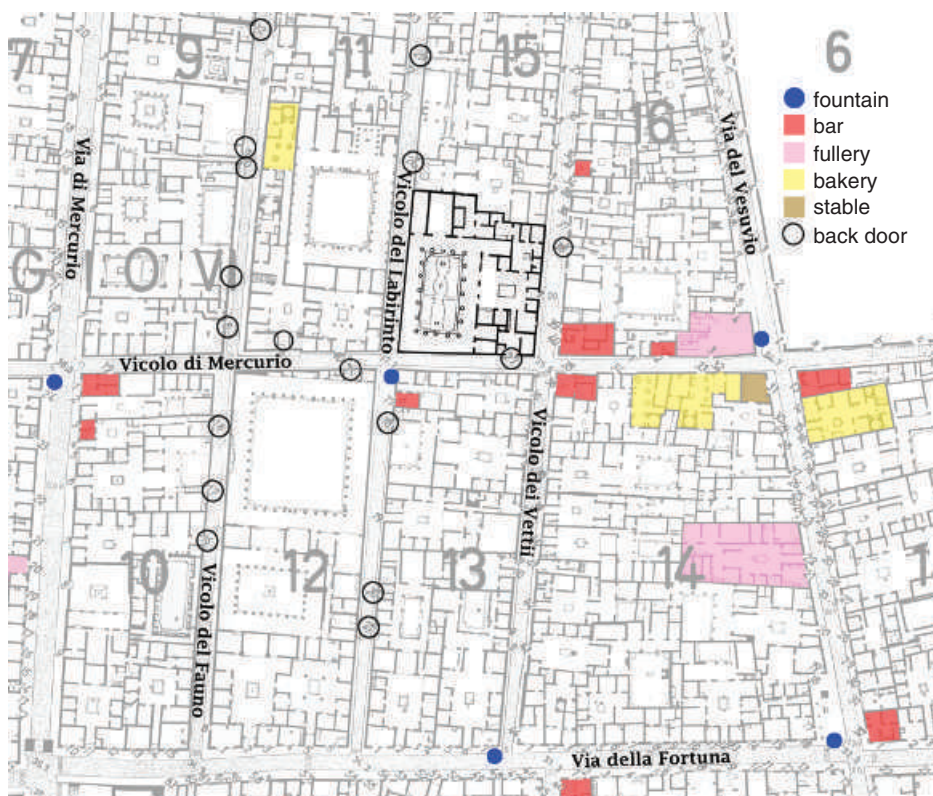 7
9
11
15
6
fountain
bar
fullery
bakery
stable
back door
16
Via di Mercurio
Vicolo del Labirinto
Via del Vesuvio
G I O VI
Vicolo di Mercurio
Vicolo dei Vettii
10
12
13
14
1
Vicolo del Fauno
Via della Fortuna